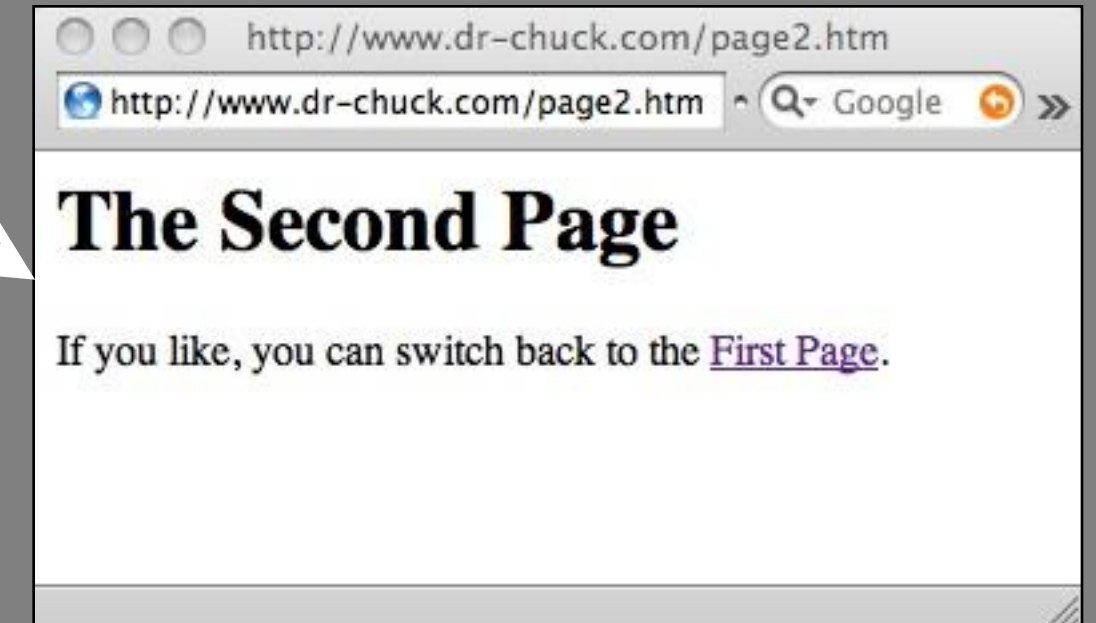 http://www.dr-chuck.com/page2.htm
http://www.dr-chuck.com/page2.htm Google
The Second Page
If you like, you can switch back to the First Page.